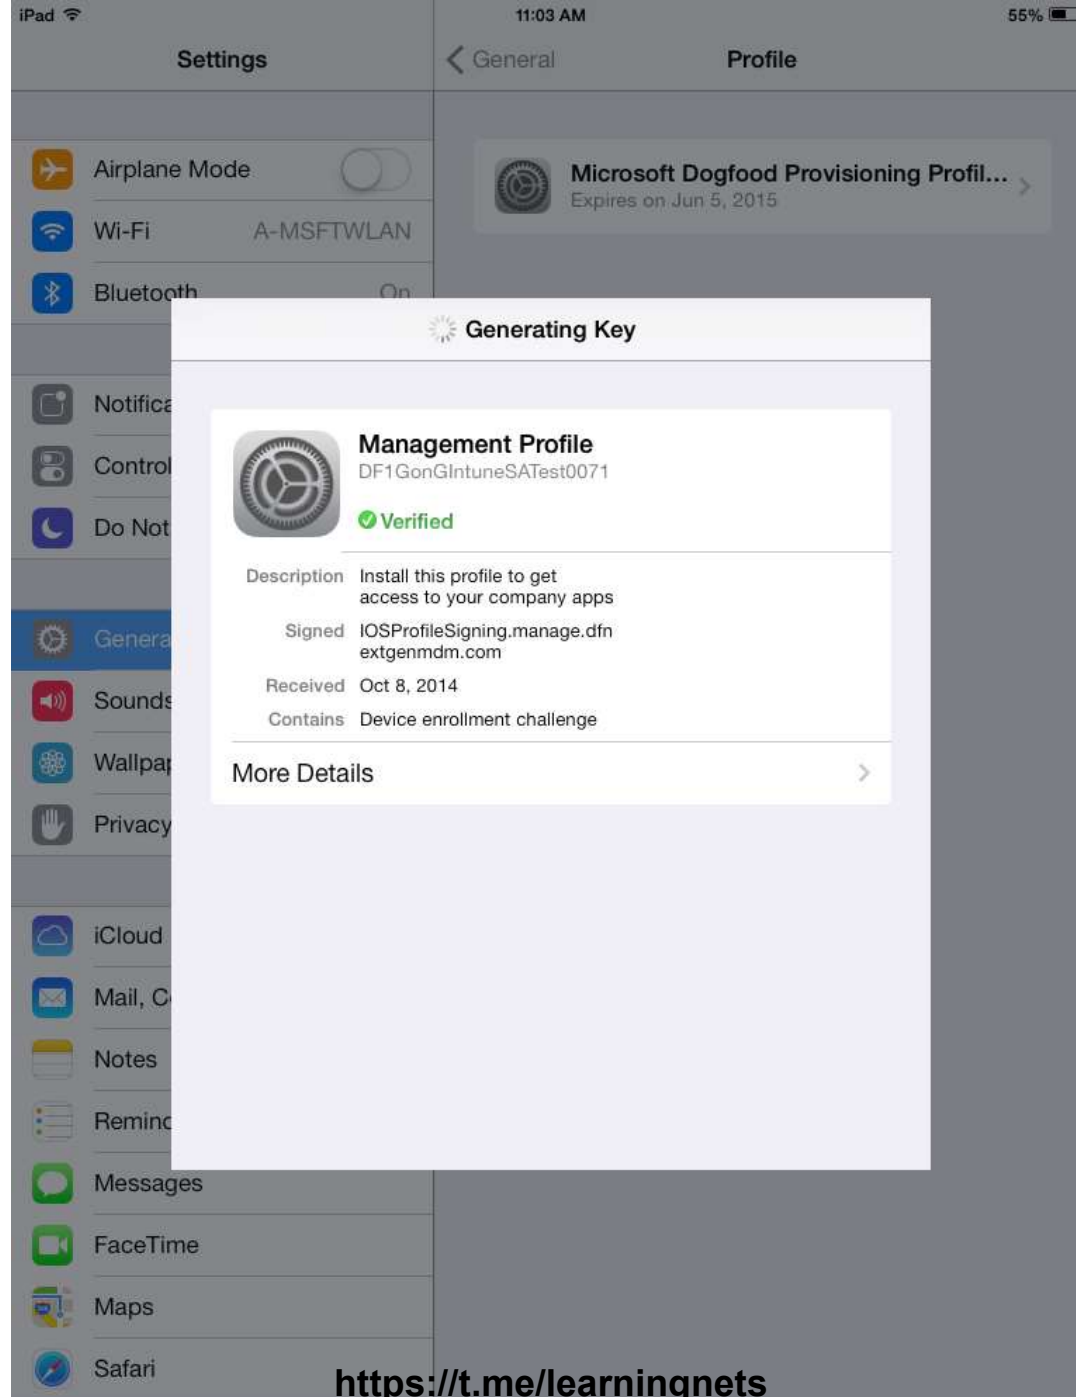 iPad 11:03 AM 55%
Settings
General Profile
Airplane Mode
Wi-Fi A-MSFTWLAN
Bluetooth On
Microsoft Dogfood Provisioning Profil...
Expires on Jun 5, 2015
Generating Key
Notifica
Control
Do Not
Genera
Sounds
Wallpap
Privacy
iCloud
Mail, Co
Notes
Remind
Messages
FaceTime
Maps
Safari
Management Profile
DF1GonGIntuneSATest0071
Verified
Description Install this profile to get
access to your company apps
Signed IOSProfileSigning.manage.dfn
extgenmdm.com
Received Oct 8, 2014
Contains Device enrollment challenge
More Details
https://t.me/learningnets